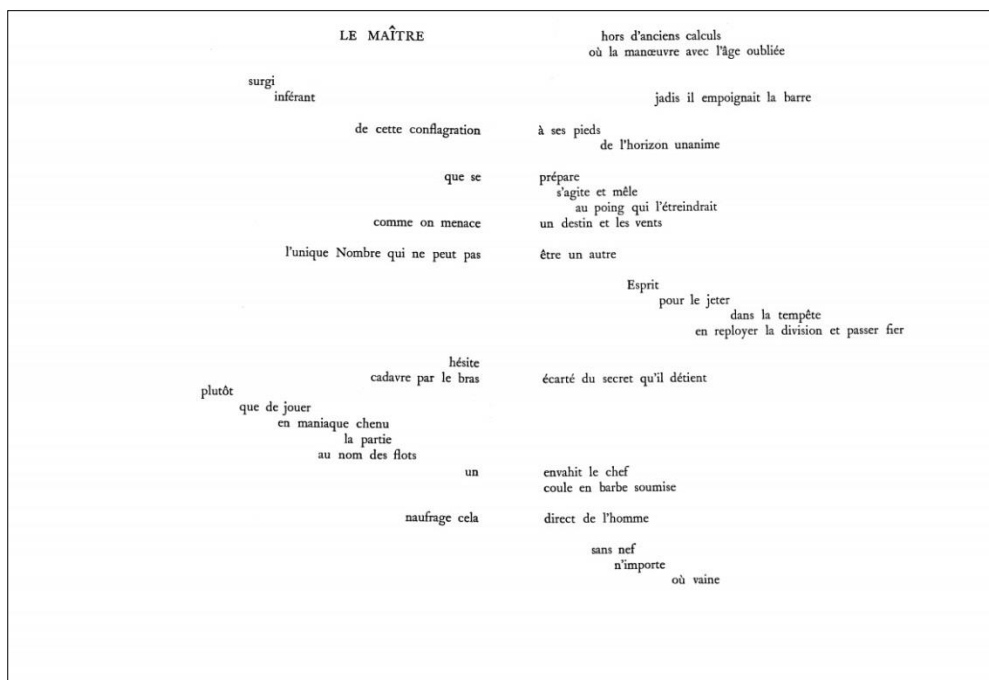 LE MAÎTRE hors d'anciens calculs
où la manœuvre avec l'âge oubliée
surgi
inférant jadis il empoignait la barre
de cette conflagration à ses pieds
de l'horizon unanime
que se prépare
s'agite et mêle
au poing qui l'étreindrait
comme on menace un destin et les vents
l'unique Nombre qui ne peut pas être un autre
Esprit
pour le jeter
dans la tempête
en reployer la division et passer fier
hésite
cadavre par le bras écarté du secret qu'il détient
plutôt
que de jouer
en maniaque chenu
la partie
au nom des flots
un envahit le chef
coule en barbe soumise
naufrage cela direct de l'homme
sans nef
n'importe
où vaine